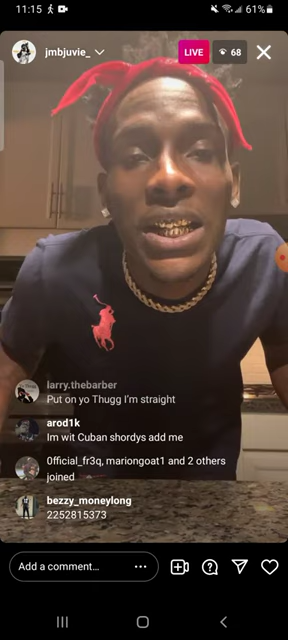 11:15
61%
jmbjuvie_
LIVE
68
larry.thebarber
Put on yo Thugg I'm straight
arod1k
Im wit Cuban shordys add me
0fficial_fr3q, mariongoat1 and 2 others
joined
bezzy_moneylong
2252815373
Add a comment...